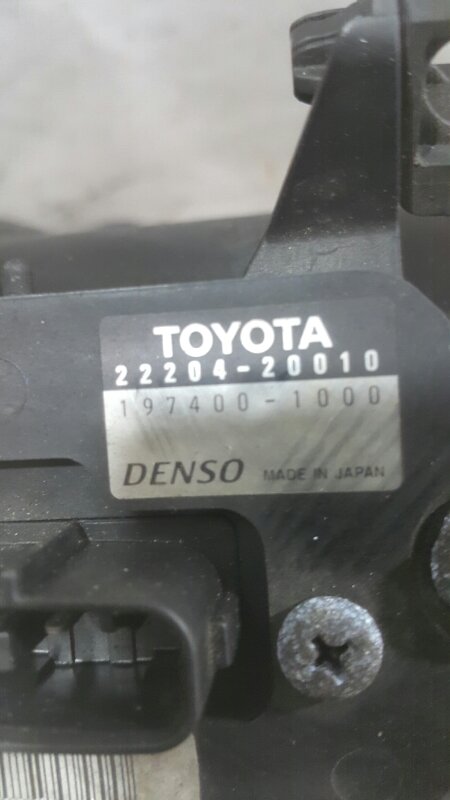 TOYOTA
22204-20010
197400-1000
DENSO MADE IN JAPAN